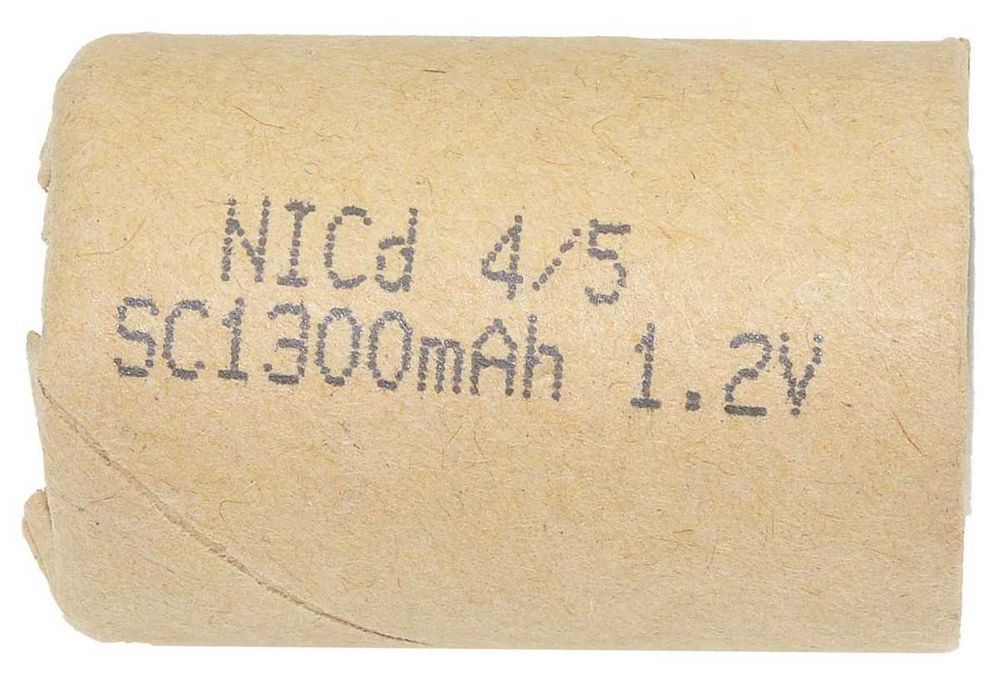 NICd 4/5
SC1300mAh 1.2V